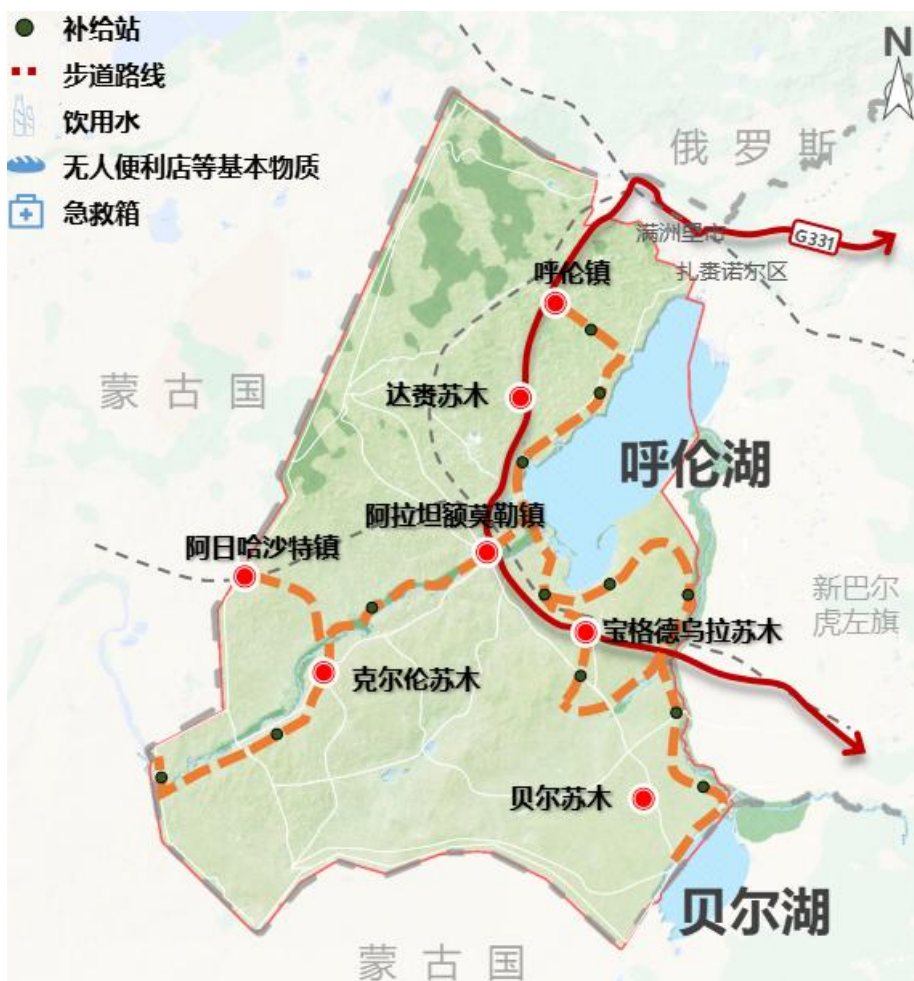 补给站
步道路线
饮用水
无人便利店等基本物质
急救箱
N
俄罗斯
满洲里市
G331
扎赉诺尔区
呼伦镇
蒙古国
达赉苏木
呼伦湖
阿拉坦额莫勒镇
阿日哈沙特镇
新巴尔
虎左旗
宝格德乌拉苏木
克尔伦苏木
贝尔苏木
贝尔湖
蒙古国